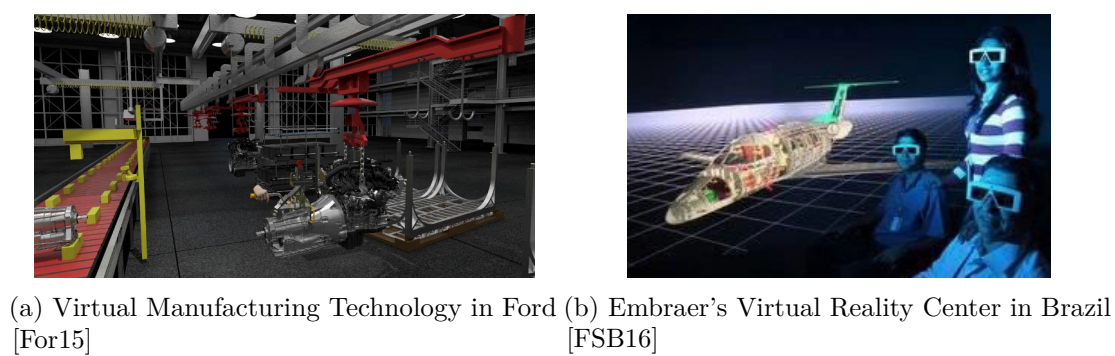 (a) Virtual Manufacturing Technology in Ford
[For15]
(b) Embraer's Virtual Reality Center in Brazil
[FSB16]